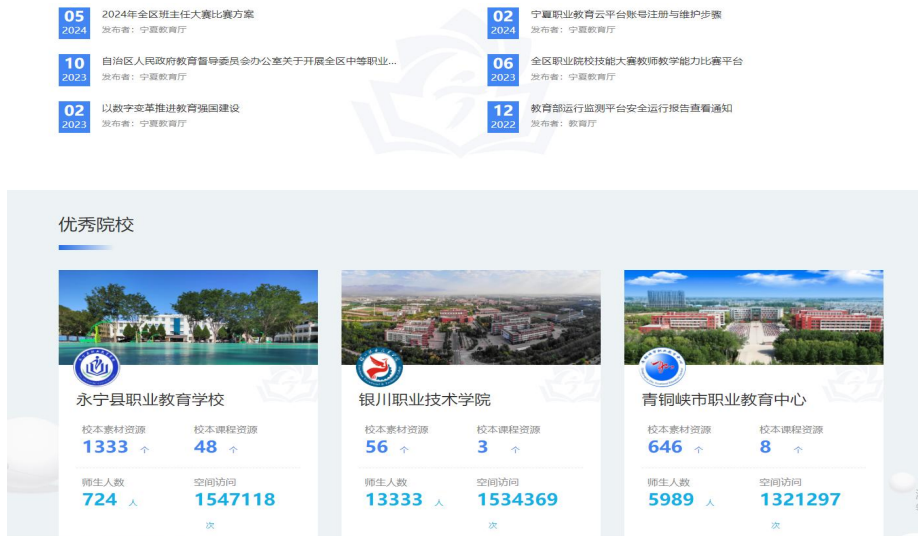 05
2024
2024年全区班主任大赛比赛方案
发布者：宁夏教育厅
02
2024
宁夏职业教育云平台账号注册与维护步骤
发布者：宁夏教育厅
10
2023
自治区人民政府教育督导委员会办公室关于开展全区中等职业...
发布者：宁夏教育厅
06
2023
全区职业院校技能大赛教师教学能力比赛平台
发布者：宁夏教育厅
02
2023
以数字变革推进教育强国建设
发布者：宁夏教育厅
12
2022
教育部运行监测平台安全运行报告查看通知
发布者：教育厅
优秀院校
永宁县职业教育学校
校本素材资源 校本课程资源
1333 个 48 个
师生人数 空间访问
724 人 1547118
次
银川职业技术学院
校本素材资源 校本课程资源
56 个 3 个
师生人数 空间访问
13333 人 1534369
次
青铜峡市职业教育中心
校本素材资源 校本课程资源
646 个 8 个
师生人数 空间访问
5989 人 1321297
次